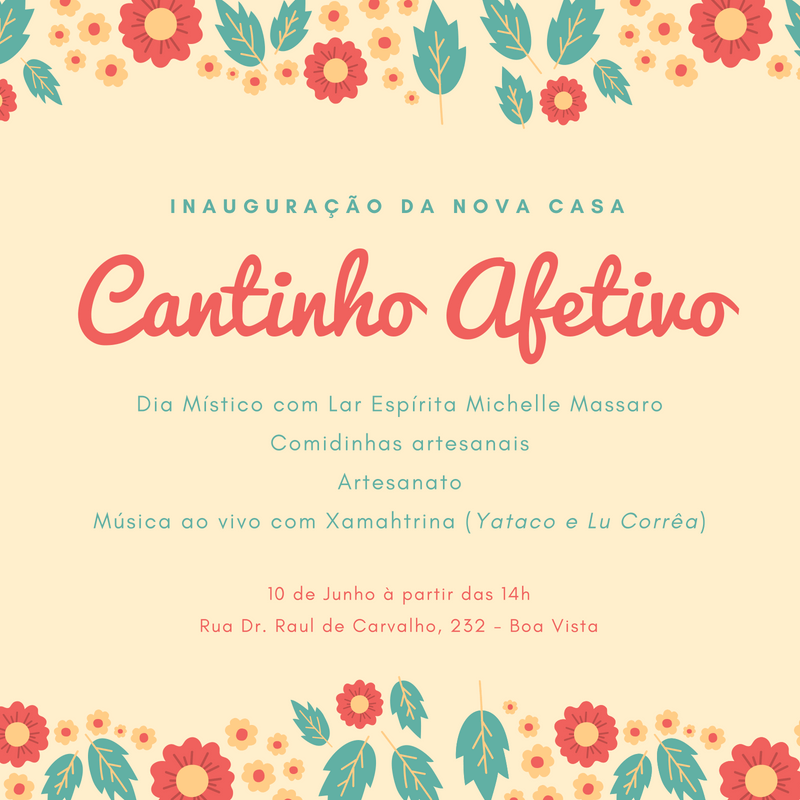 INAUGURAÇÃO DA NOVA CASA
Cantinho Afetivo
Dia Místico com Lar Espírita Michelle Massaro
Comidinhas artesanais
Artesanato
Música ao vivo com Xamahtrina (Yataco e Lu Corrêa)
10 de Junho à partir das 14h
Rua Dr. Raul de Carvalho, 232 - Boa Vista